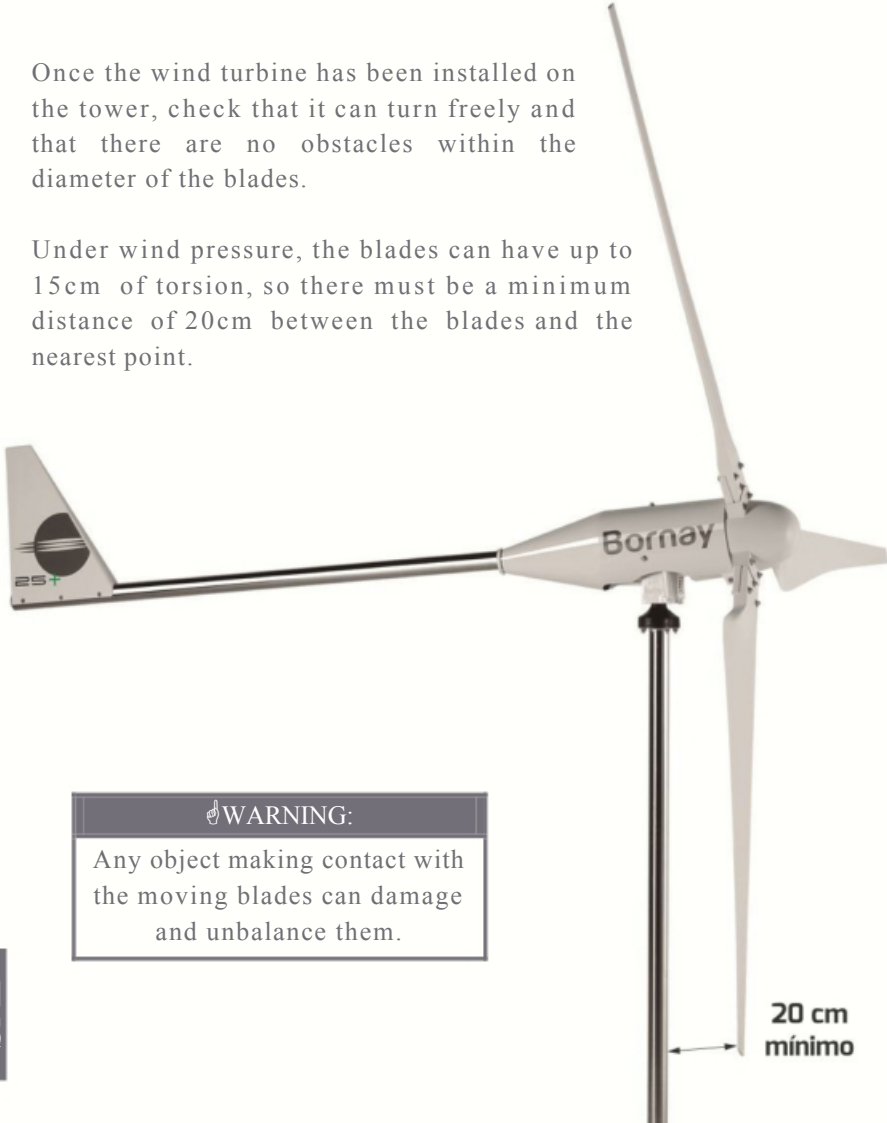 Once the wind turbine has been installed on
the tower, check that it can turn freely and
that there are no obstacles within the
diameter of the blades.
Under wind pressure, the blades can have up to
15cm of torsion, so there must be a minimum
distance of 20cm between the blades and the
nearest point.
Bornay
25+
☝WARNING:
Any object making contact with
the moving blades can damage
and unbalance them.
20 cm
mínimo